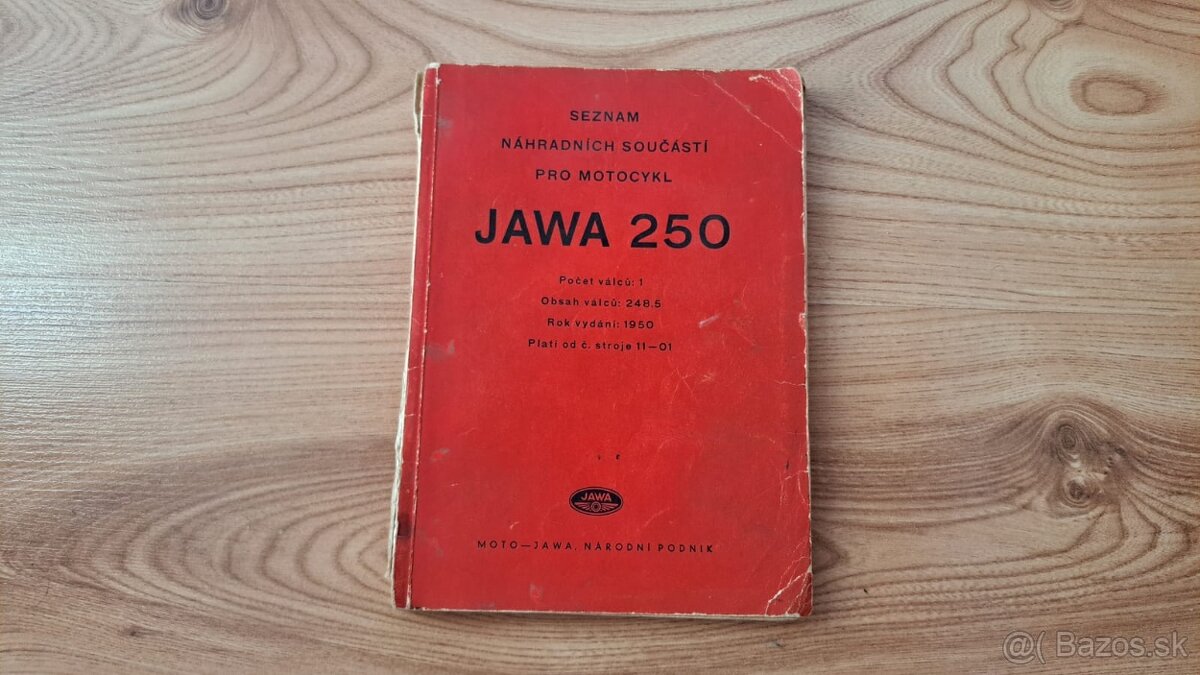 SEZNAM
NÁHRADNÍCH SOUČÁSTÍ
PRO MOTOCYKL
JAWA 250
Počet válců: 1
Obsah válců: 248.5
Rok vydání: 1950
Platí od č. stroje 11—01
JAWA
MOTO—JAWA, NÁRODNÍ PODNIK
@( Bazos.sk